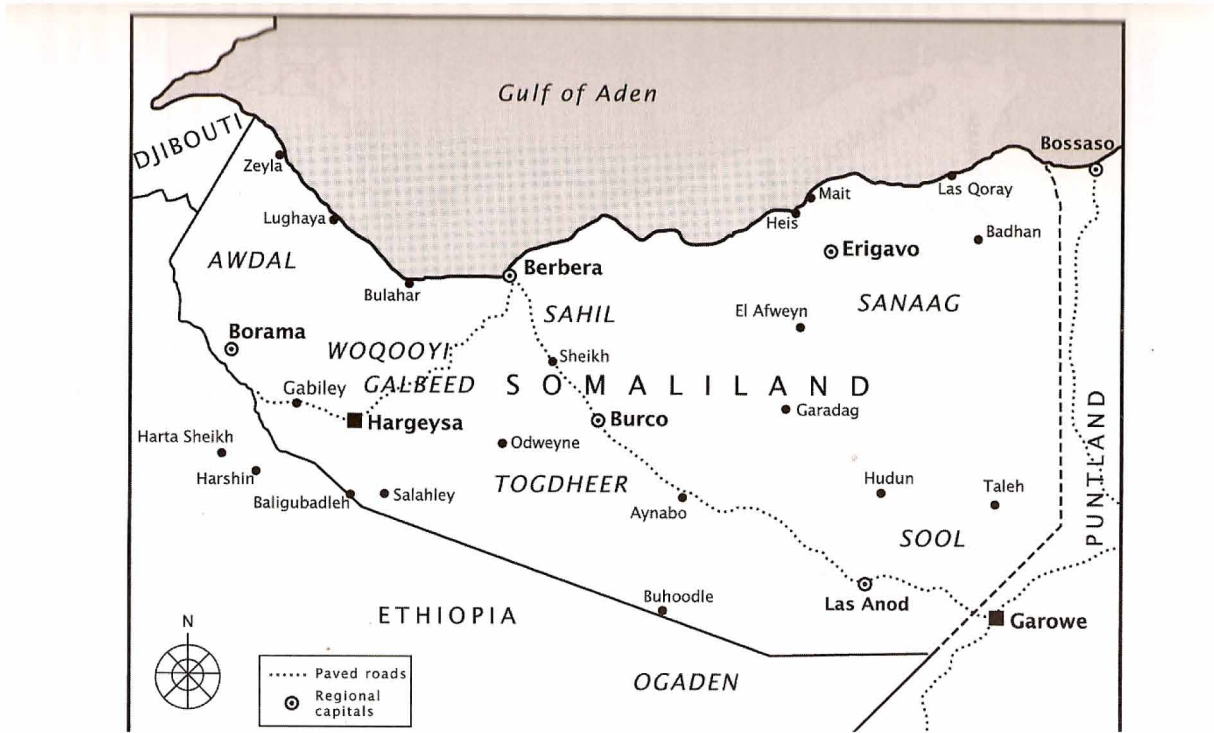 Gulf of Aden
DJIBOUTI
Zeyla
Bossaso
Mait
Las Qoray
Lughaya
Heis
Badhan
Erigavo
AWDAL
Berbera
Bulahar
SAHIL
SANAAG
El Afweyn
Borama
WOQOOYI
GALBEED
Sheikh
SOMALILAND
Gabiley
Hargeysa
Burco
Garadag
PUNTLAND
Harta Sheikh
Odweyne
Harshin
Baligubadleh
Salahley
TOGDHEER
Aynabo
Hudun
Taleh
SOOL
Buhoodle
Las Anod
Garowe
ETHIOPIA
OGADEN
N
Paved roads
Regional
capitals